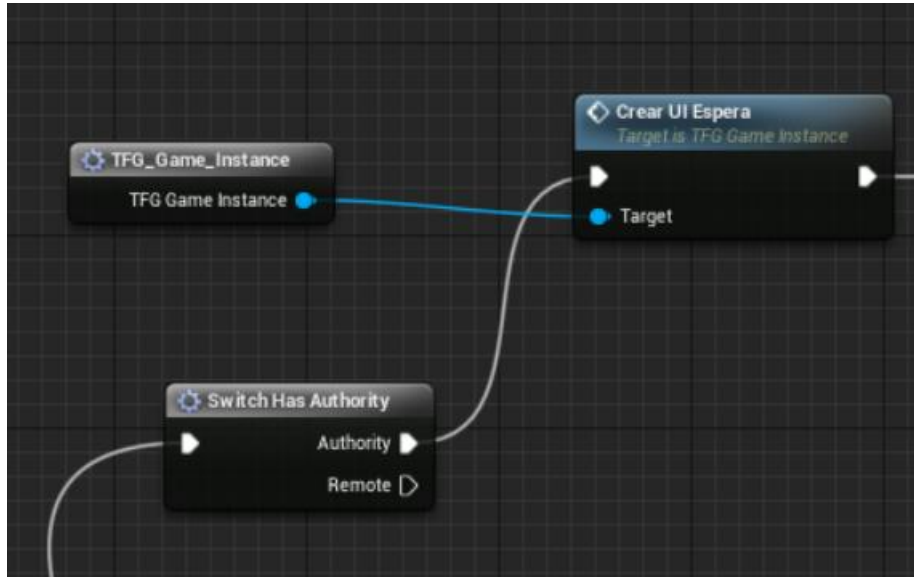 Crear UI Espera
Target is TFG Game Instance
TFG_Game_Instance
TFG Game Instance
Target
Switch Has Authority
Authority
Remote